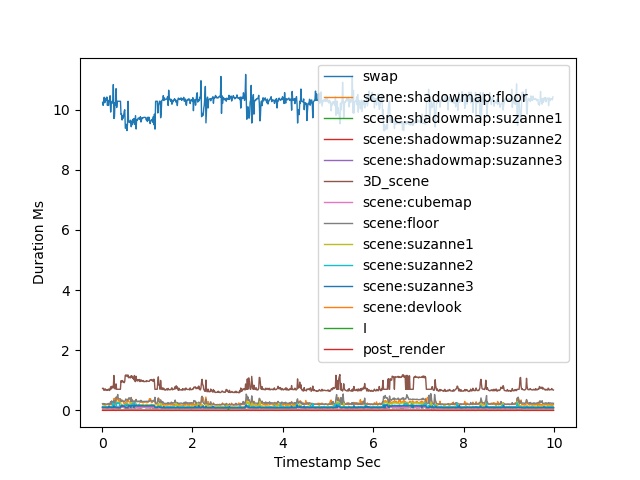 10
8
6
4
2
0
Duration Ms
0 2 4 6 8 10
Timestamp Sec
swap
scene:shadowmap:floor
scene:shadowmap:suzanne1
scene:shadowmap:suzanne2
scene:shadowmap:suzanne3
3D_scene
scene:cubemap
scene:floor
scene:suzanne1
scene:suzanne2
scene:suzanne3
scene:devlook
I
post_render